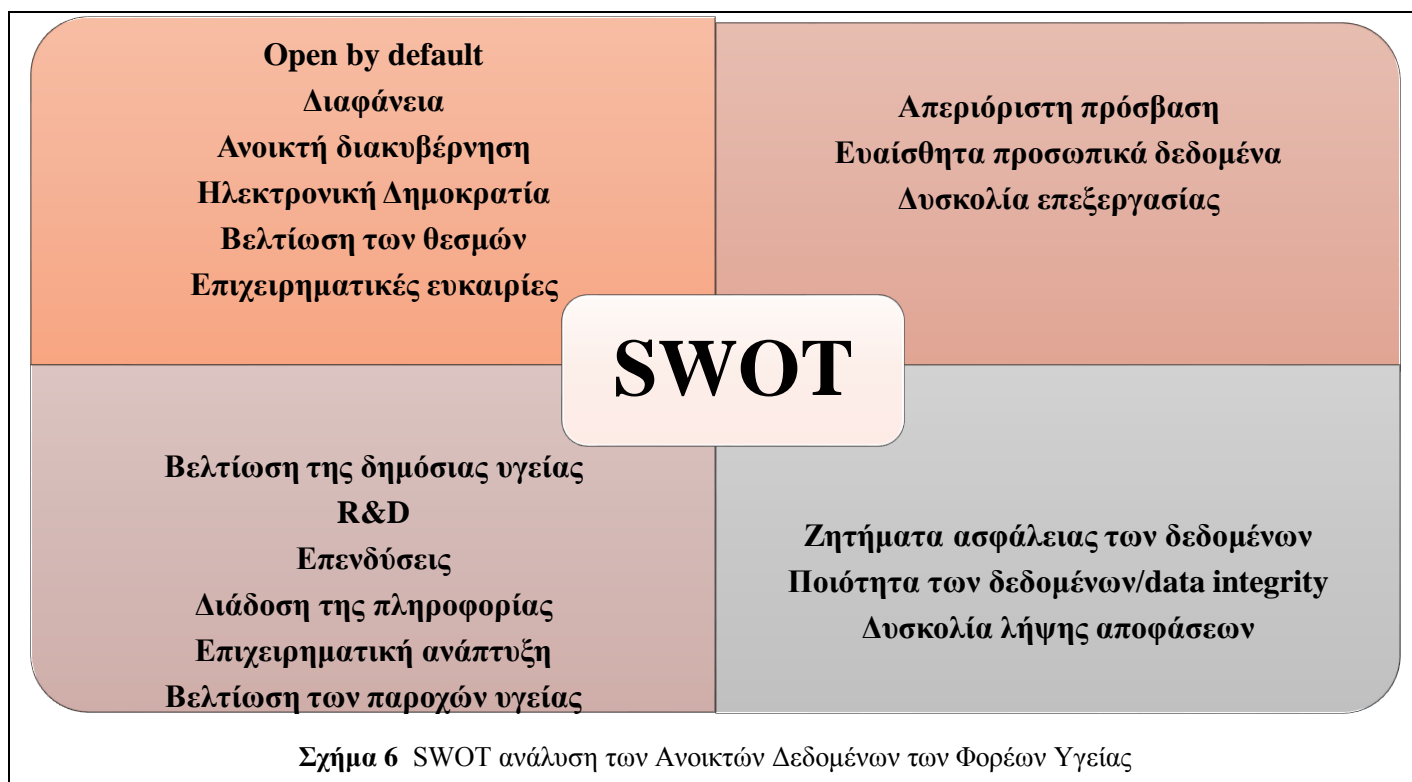 Open by default
Διαφάνεια
Ανοικτή διακυβέρνηση
Ηλεκτρονική Δημοκρατία
Βελτίωση των θεσμών
Επιχειρηματικές ευκαιρίες
Απεριόριστη πρόσβαση
Ευαίσθητα προσωπικά δεδομένα
Δυσκολία επεξεργασίας
SWOT
Βελτίωση της δημόσιας υγείας
R&D
Επενδύσεις
Διάδοση της πληροφορίας
Επιχειρηματική ανάπτυξη
Βελτίωση των παροχών υγείας
Ζητήματα ασφάλειας των δεδομένων
Ποιότητα των δεδομένων/data integrity
Δυσκολία λήψης αποφάσεων
Σχήμα 6 SWOT ανάλυση των Ανοικτών Δεδομένων των Φορέων Υγείας